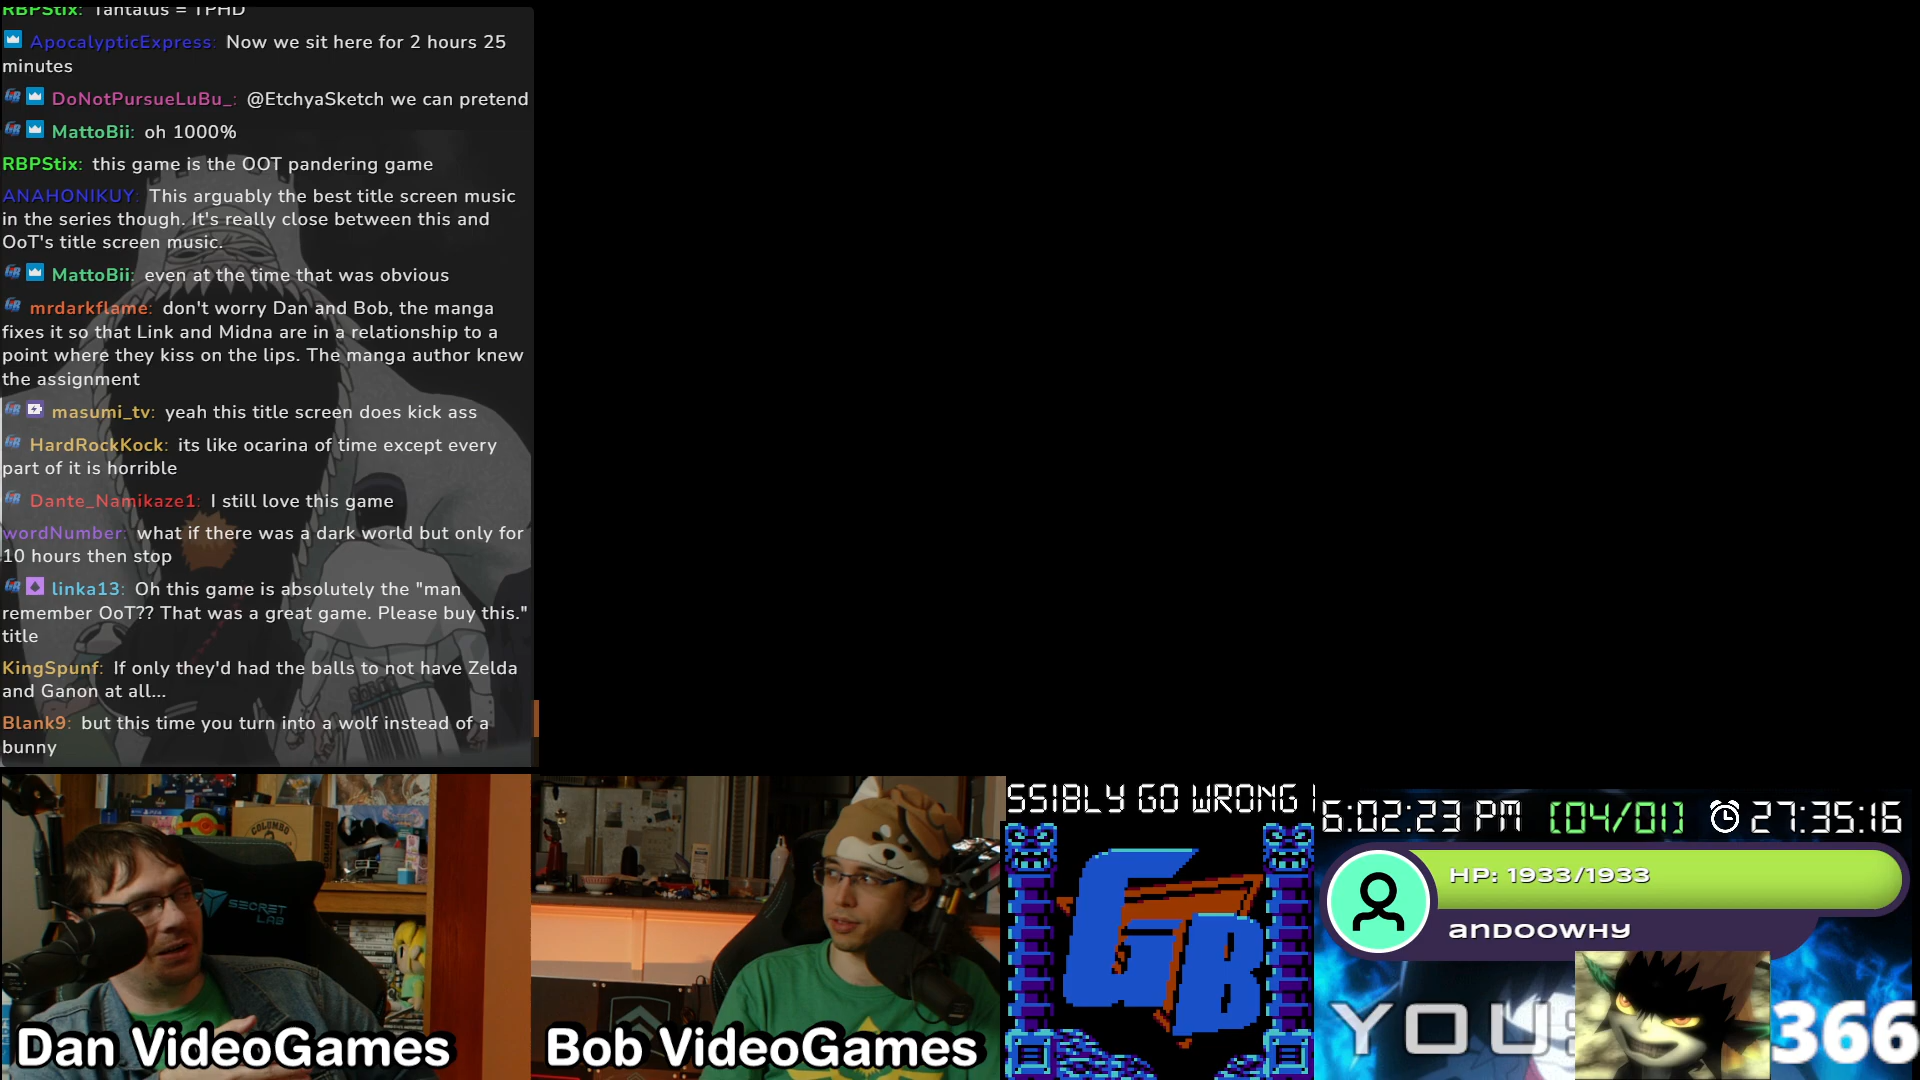 RBPStix: Tantalus = TPHD
ApocalypticExpress: Now we sit here for 2 hours 25
minutes
DoNotPursueLuBu_: @EtchyaSketch we can pretend
MattoBii: oh 1000%
RBPStix: this game is the OOT pandering game
ANAHONIKUY: This arguably the best title screen music
in the series though. It's really close between this and
OoT's title screen music.
MattoBii: even at the time that was obvious
mrdarkflame: don't worry Dan and Bob, the manga
fixes it so that Link and Midna are in a relationship to a
point where they kiss on the lips. The manga author knew
the assignment
masumi_tv: yeah this title screen does kick ass
HardRockKock: its like ocarina of time except every
part of it is horrible
Dante_Namikaze1: I still love this game
wordNumber: what if there was a dark world but only for
10 hours then stop
linka13: Oh this game is absolutely the "man
remember OoT?? That was a great game. Please buy this."
title
KingSpunf: If only they'd had the balls to not have Zelda
and Ganon at all...
Blank9: but this time you turn into a wolf instead of a
bunny
COLUMBO
SECRET
LAB
Dan VideoGames
Bob VideoGames
SSIBLY GO WRONG
GB
6:02:23 PM [04/01] 27:35:16
HP: 1933/1933
andoowhy
YOU
366